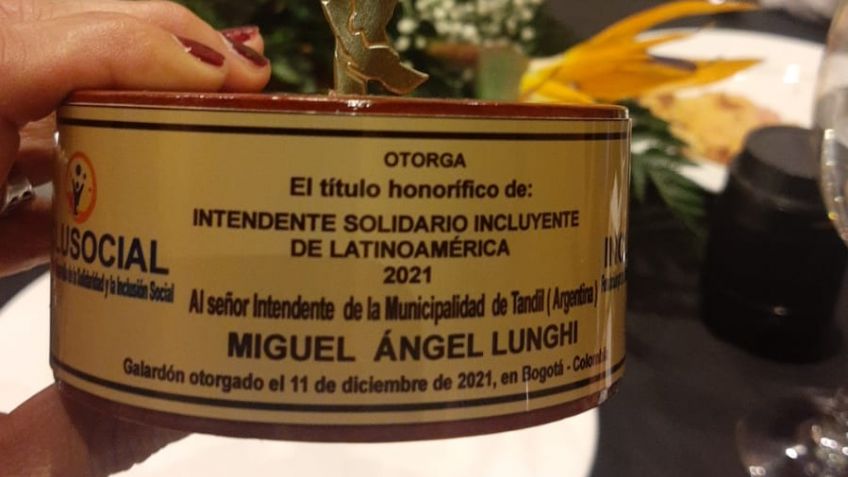 OTORGA
El título honorífico de:
INTENDENTE SOLIDARIO INCLUYENTE
DE LATINOAMÉRICA
2021
Al señor Intendente de la Municipalidad de Tandil ( Argentina )
MIGUEL ÁNGEL LUNGHI
Galardón otorgado el 11 de diciembre de 2021, en Bogotá -
LUSOCIAL
de la Solidaridad y la Inclusión Social